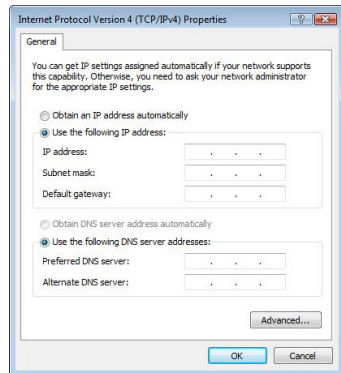 Internet Protocol Version 4 (TCP/IPv4) Properties
General
You can get IP settings assigned automatically if your network supports
this capability. Otherwise, you need to ask your network administrator
for the appropriate IP settings.
Obtain an IP address automatically
Use the following IP address:
IP address:
Subnet mask:
Default gateway:
Obtain DNS server address automatically
Use the following DNS server addresses:
Preferred DNS server:
Alternate DNS server:
Advanced...
OK
Cancel